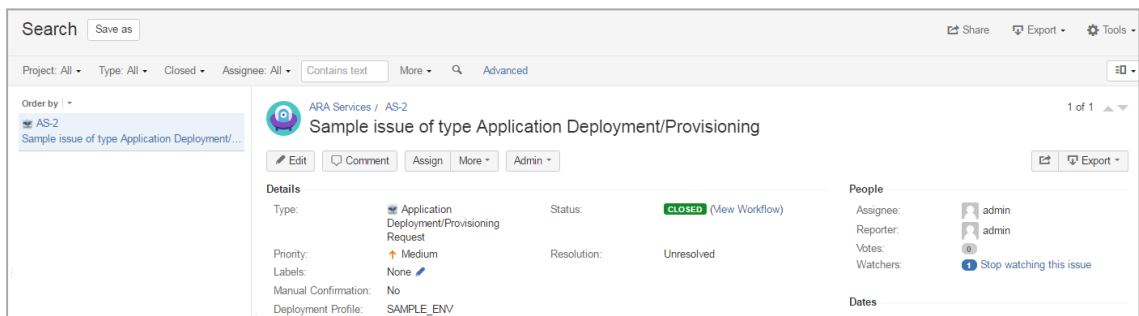 Search Save as Share Export Tools
Project: All Type: All Closed Assignee: All Contains text More Advanced
Order by
AS-2
Sample issue of type Application Deployment/...
ARA Services / AS-2
1 of 1
Sample issue of type Application Deployment/Provisioning
Edit Comment Assign More Admin Export
Details
Type: Application Deployment/Provisioning Request
Status: CLOSED (View Workflow)
Priority: Medium
Resolution: Unresolved
Labels: None
Manual Confirmation: No
Deployment Profile: SAMPLE_ENV
People
Assignee: admin
Reporter: admin
Votes: 0
Watchers: 1 Stop watching this issue
Dates